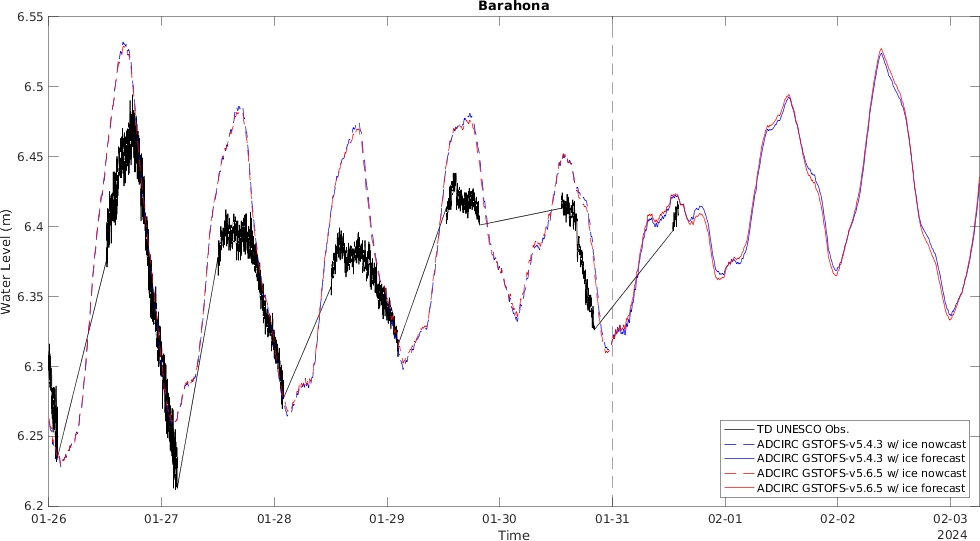 Barahona
6.55
6.5
6.45
6.4
6.35
6.3
6.25
6.2
Water Level (m)
01-26 01-27 01-28 01-29 01-30 01-31 02-01 02-02 02-03
Time
2024
TD UNESCO Obs.
ADCIRC GSTOFS-v5.4.3 w/ ice nowcast
ADCIRC GSTOFS-v5.4.3 w/ ice forecast
ADCIRC GSTOFS-v5.6.5 w/ ice nowcast
ADCIRC GSTOFS-v5.6.5 w/ ice forecast